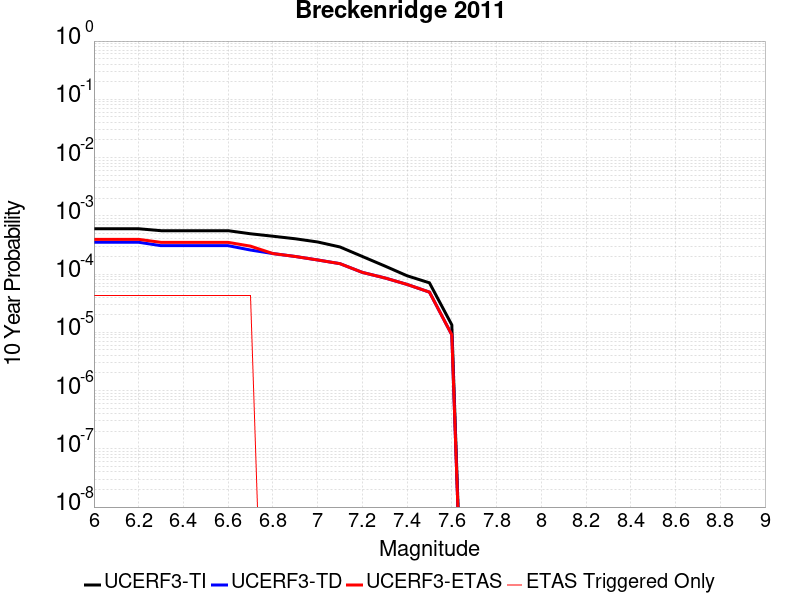 Breckenridge 2011
10^0
10^-1
10^-2
10^-3
10^-4
10^-5
10^-6
10^-7
10^-8
10 Year Probability
6 6.2 6.4 6.6 6.8 7 7.2 7.4 7.6 7.8 8 8.2 8.4 8.6 8.8 9
Magnitude
UCERF3-TI UCERF3-TD UCERF3-ETAS ETAS Triggered Only